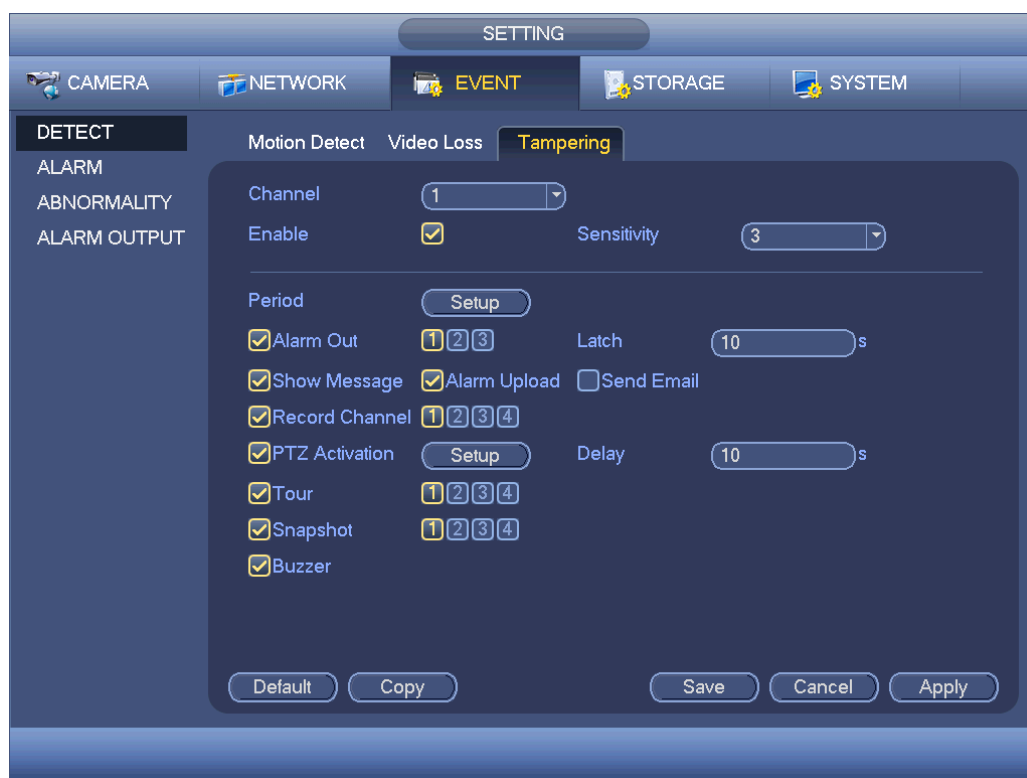 SETTING
CAMERA NETWORK EVENT STORAGE SYSTEM
DETECT
ALARM
ABNORMALITY
ALARM OUTPUT
Motion Detect Video Loss Tampering
Channel 1
Enable Sensitivity 3
Period Setup
Alarm Out 1 2 3 Latch 10 s
Show Message Alarm Upload Send Email
Record Channel 1 2 3 4
PTZ Activation Setup Delay 10 s
Tour 1 2 3 4
Snapshot 1 2 3 4
Buzzer
Default Copy Save Cancel Apply